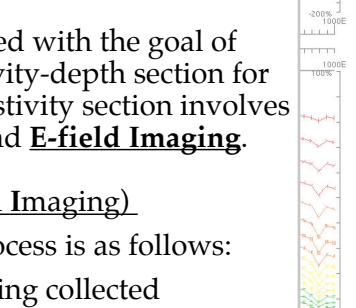 -200%
1000E
ed with the goal of
vity-depth section for
1000E
100%
stivity section involves
nd E-field Imaging.
n Imaging)
ocess is as follows:
ing collected